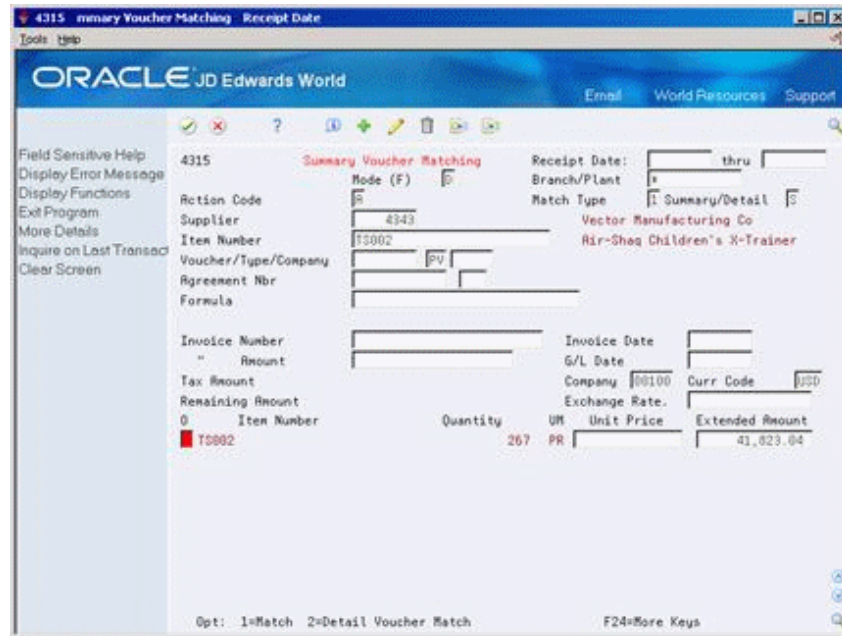 4315 mmary Voucher Matching Receipt Date
Tools Help
ORACLE JD Edwards World
Email World Resources Support
Field Sensitive Help
Display Error Message
Display Functions
Exit Program
More Details
Inquire on Last Transact
Clear Screen
4315 Summary Voucher Matching Receipt Date: thru
Mode (F) D Branch/Plant *
Action Code A Match Type 1 Summary/Detail S
Supplier 4343 Vector Manufacturing Co
Item Number TS002 Air-Shaq Children's X-Trainer
Voucher/Type/Company PV
Agreement Nbr
Formula
Invoice Number Invoice Date
" Amount G/L Date
Tax Amount Company 00100 Curr Code USD
Remaining Amount Exchange Rate.
O Item Number Quantity UM Unit Price Extended Amount
TS002 267 PR 41,823.04
Opt: 1=Match 2=Detail Voucher Match F24=More Keys